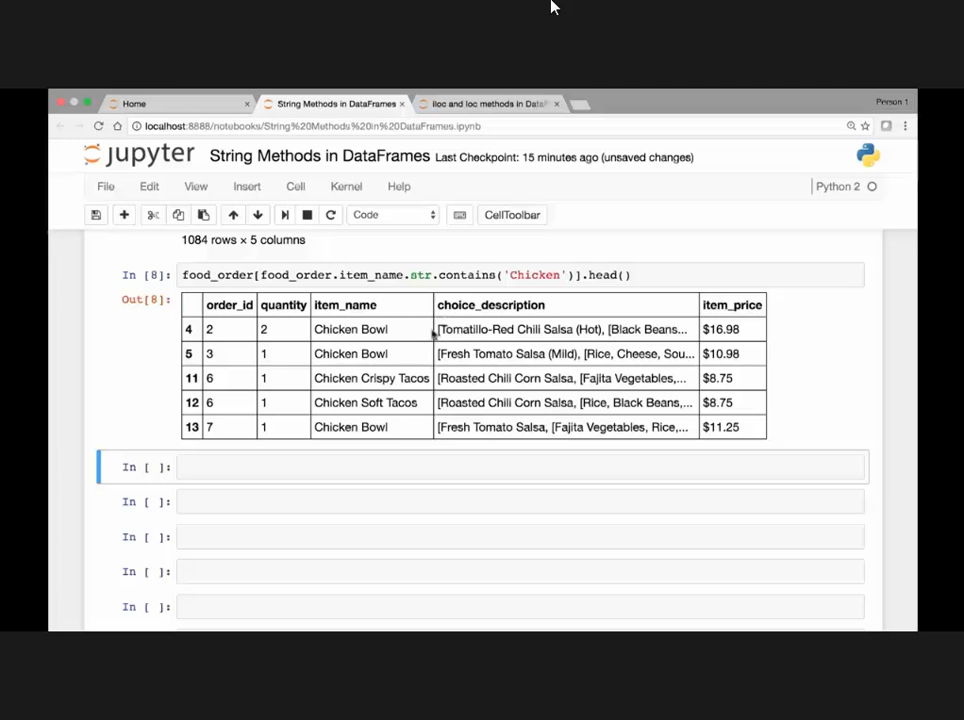 Home
String Methods in DataFrames
iloc and loc methods in DataF
Person 1
localhost:8888/notebooks/String%20Methods%20in%20DataFrames.ipynb
jupyter String Methods in DataFrames Last Checkpoint: 15 minutes ago (unsaved changes)
File Edit View Insert Cell Kernel Help Python 2
Code CellToolbar
1084 rows × 5 columns
In [8]: food_order[food_order.item_name.str.contains('Chicken')].head()
Out[8]:
order_id quantity item_name choice_description item_price
4 2 2 Chicken Bowl [Tomatillo-Red Chili Salsa (Hot), [Black Beans... $16.98
5 3 1 Chicken Bowl [Fresh Tomato Salsa (Mild), [Rice, Cheese, Sou... $10.98
11 6 1 Chicken Crispy Tacos [Roasted Chili Corn Salsa, [Fajita Vegetables,... $8.75
12 6 1 Chicken Soft Tacos [Roasted Chili Corn Salsa, [Rice, Black Beans,... $8.75
13 7 1 Chicken Bowl [Fresh Tomato Salsa, [Fajita Vegetables, Rice,... $11.25
In [ ]:
In [ ]:
In [ ]:
In [ ]:
In [ ]: